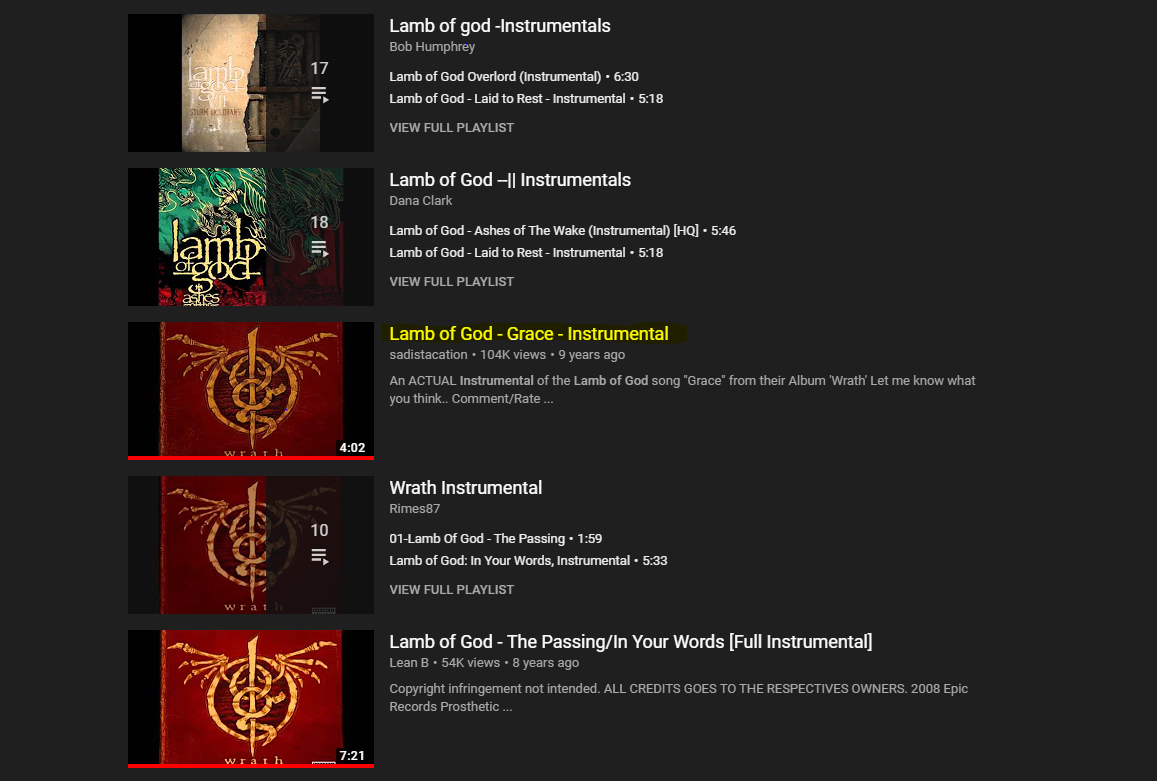 lamb
of god
VII
STURM UND DRANG
17
Lamb of god -Instrumentals
Bob Humphrey
Lamb of God Overlord (Instrumental) • 6:30
Lamb of God - Laid to Rest - Instrumental • 5:18
VIEW FULL PLAYLIST
lamb
of god
ashes
18
Lamb of God --|| Instrumentals
Dana Clark
Lamb of God - Ashes of The Wake (Instrumental) [HQ] • 5:46
Lamb of God - Laid to Rest - Instrumental • 5:18
VIEW FULL PLAYLIST
wrath
4:02
Lamb of God - Grace - Instrumental
sadistacation • 104K views • 9 years ago
An ACTUAL Instrumental of the Lamb of God song "Grace" from their Album 'Wrath' Let me know what
you think.. Comment/Rate ...
wrath
10
Wrath Instrumental
Rimes87
01-Lamb Of God - The Passing • 1:59
Lamb of God: In Your Words, Instrumental • 5:33
VIEW FULL PLAYLIST
wrath
7:21
Lamb of God - The Passing/In Your Words [Full Instrumental]
Lean B • 54K views • 8 years ago
Copyright infringement not intended. ALL CREDITS GOES TO THE RESPECTIVES OWNERS. 2008 Epic
Records Prosthetic ...